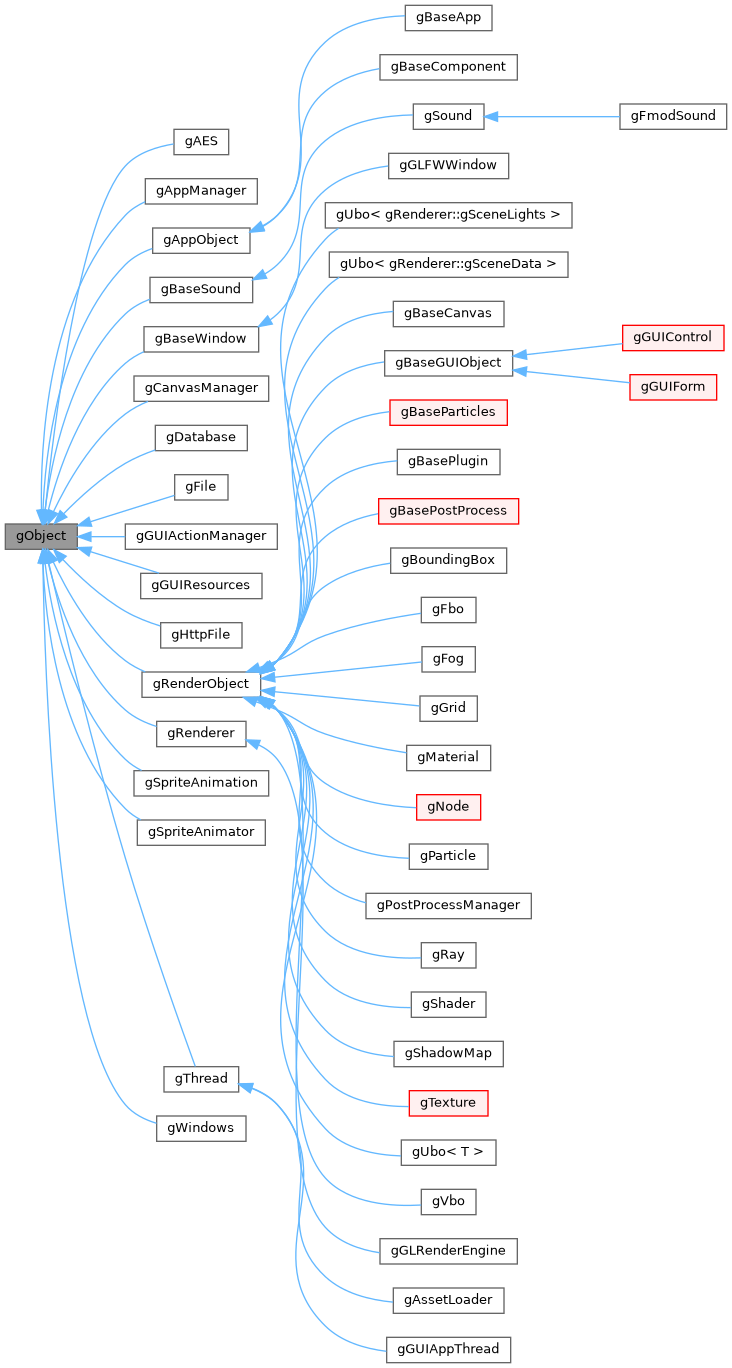 gBaseApp
gBaseComponent
gSound
gFmodSound
gAES
gGLFWWindow
gAppManager
gUbo< gRenderer::gSceneLights >
gAppObject
gUbo< gRenderer::gSceneData >
gBaseSound
gBaseCanvas
gBaseWindow
gGUIControl
gBaseGUIObject
gCanvasManager
gGUIForm
gBaseParticles
gDatabase
gBasePlugin
gFile
gBasePostProcess
gObject
gGUIActionManager
gBoundingBox
gGUIResources
gFbo
gHttpFile
gFog
gRenderObject
gGrid
gRenderer
gMaterial
gSpriteAnimation
gNode
gSpriteAnimator
gParticle
gPostProcessManager
gRay
gShader
gShadowMap
gThread
gTexture
gWindows
gUbo< T >
gVbo
gGLRenderEngine
gAssetLoader
gGUIAppThread